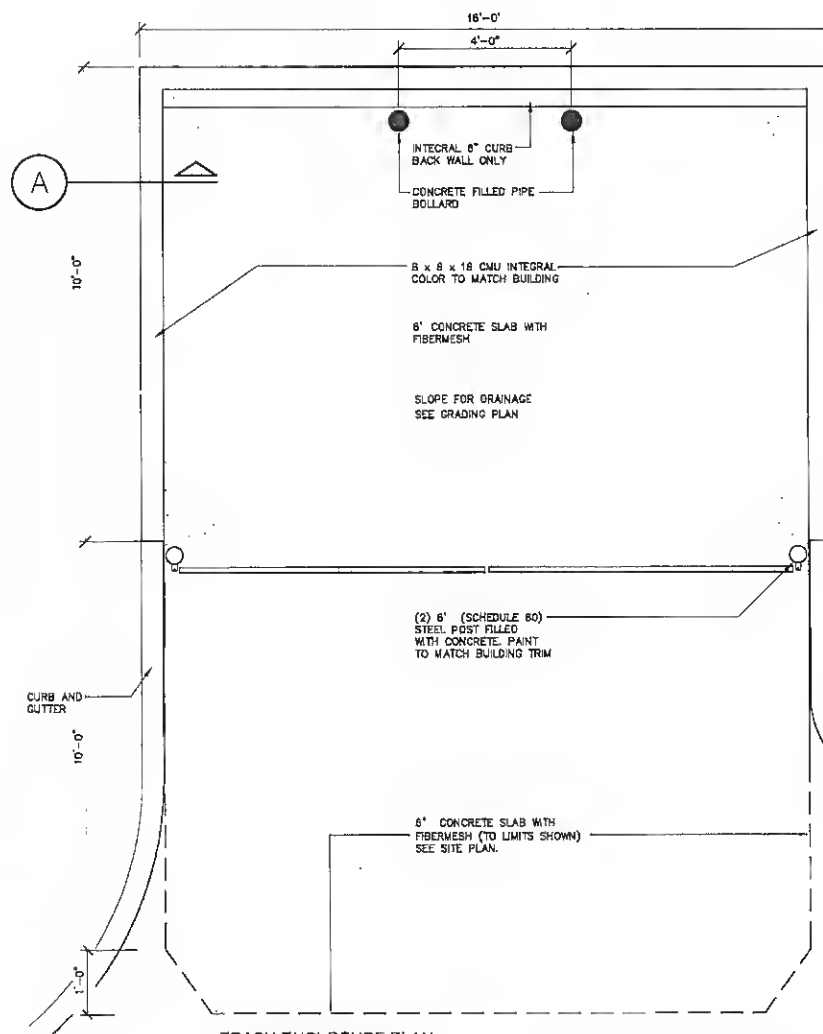 16'-0"
4'-0"
INTEGRAL 6" CURB
BACK WALL ONLY
A
CONCRETE FILLED PIPE
BOLLARD
10'-0"
8 x 8 x 16 CMU INTEGRAL
COLOR TO MATCH BUILDING
6" CONCRETE SLAB WITH
FIBERMESH
SLOPE FOR DRAINAGE
SEE GRADING PLAN
(2) 6" (SCHEDULE 80)
STEEL POST FILLED
WITH CONCRETE. PAINT
TO MATCH BUILDING TRIM
CURB AND
GUTTER
10'-0"
6" CONCRETE SLAB WITH
FIBERMESH (TO LIMITS SHOWN)
SEE SITE PLAN.
1'-0"